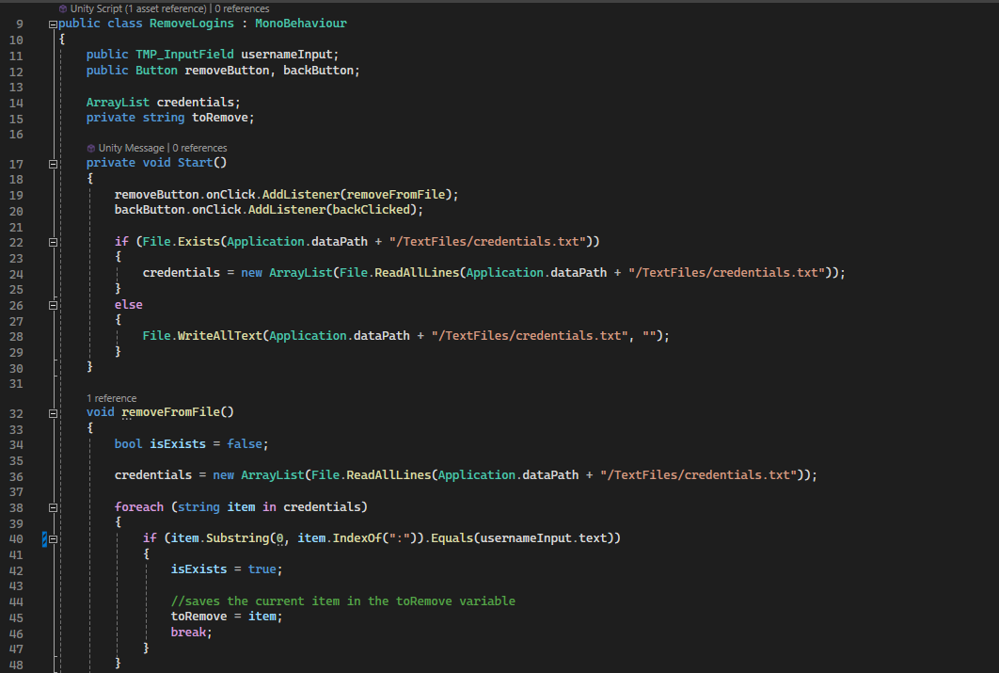 Unity Script (1 asset reference) | 0 references
9 public class RemoveLogins : MonoBehaviour
10 {
11 public TMP_InputField usernameInput;
12 public Button removeButton, backButton;
13
14 ArrayList credentials;
15 private string toRemove;
16
Unity Message | 0 references
17 private void Start()
18 {
19 removeButton.onClick.AddListener(removeFromFile);
20 backButton.onClick.AddListener(backClicked);
21
22 if (File.Exists(Application.dataPath + "/TextFiles/credentials.txt"))
23 {
24 credentials = new ArrayList(File.ReadAllLines(Application.dataPath + "/TextFiles/credentials.txt"));
25 }
26 else
27 {
28 File.WriteAllText(Application.dataPath + "/TextFiles/credentials.txt", "");
29 }
30 }
31
1 reference
32 void removeFromFile()
33 {
34 bool isExists = false;
35
36 credentials = new ArrayList(File.ReadAllLines(Application.dataPath + "/TextFiles/credentials.txt"));
37
38 foreach (string item in credentials)
39 {
40 if (item.Substring(0, item.IndexOf(":")).Equals(usernameInput.text))
41 {
42 isExists = true;
43
44 //saves the current item in the toRemove variable
45 toRemove = item;
46 break;
47 }
48 }